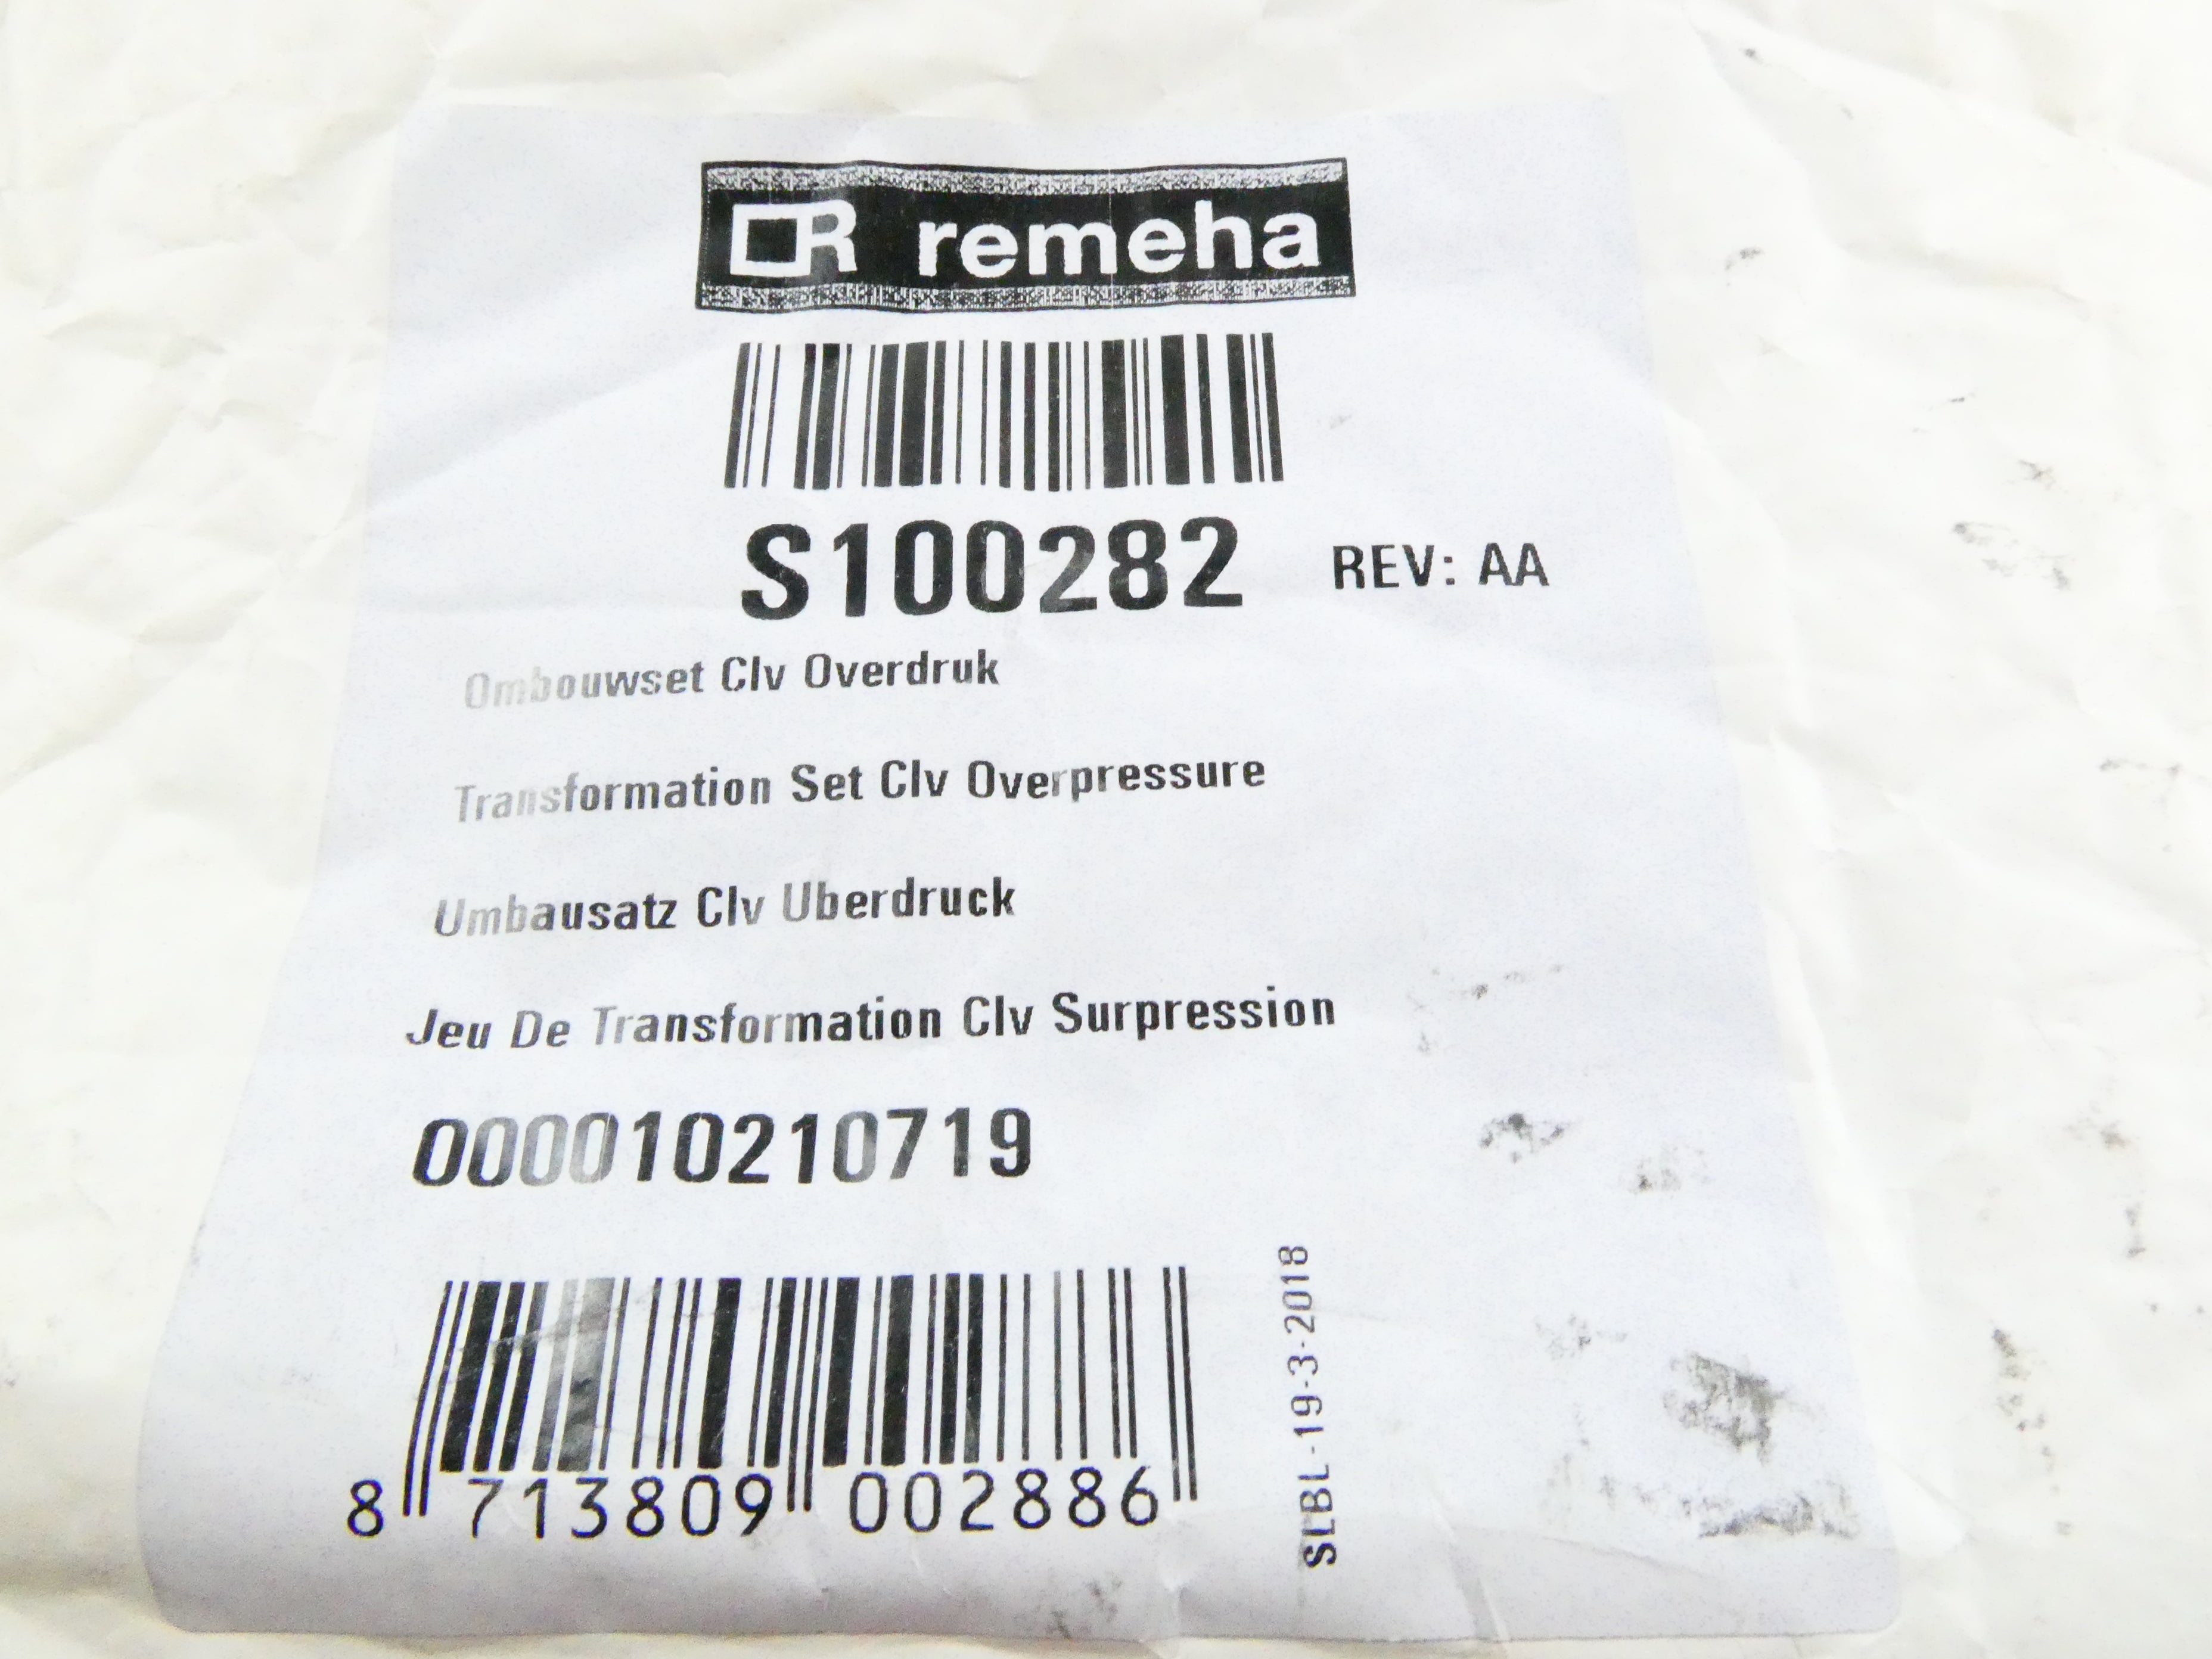 R remeha
S100282 REV: AA
Ombouwset Clv Overdruk
Transformation Set Clv Overpressure
Umbausatz Clv Uberdruck
Jeu De Transformation Clv Surpression
000010210719
8 713809 002886
SLBL-19-3-2018